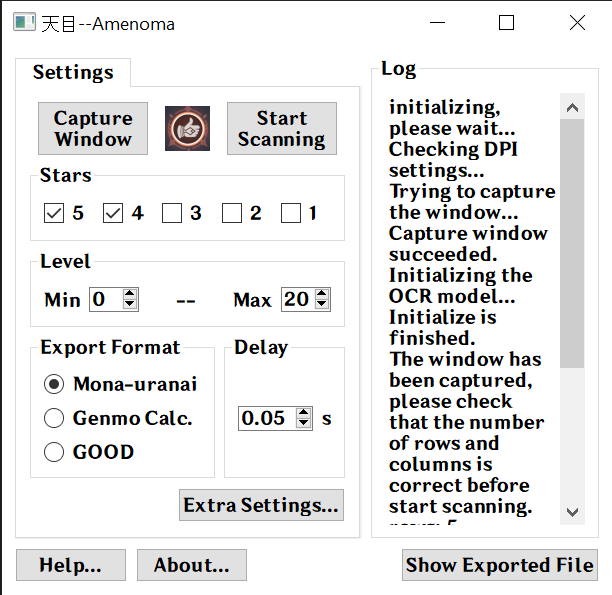 天目--Amenoma
Settings
Capture
Window
Start
Scanning
Stars
5 4 3 2 1
Level
Min 0 -- Max 20
Export Format
Mona-uranai
Genmo Calc.
GOOD
Delay
0.05 s
Extra Settings...
Help...
About...
Log
initializing,
please wait...
Checking DPI
settings...
Trying to capture
the window...
Capture window
succeeded.
Initializing the
OCR model...
Initialize is
finished.
The window has
been captured,
please check
that the number
of rows and
columns is
correct before
start scanning.
rows: 5
Show Exported File